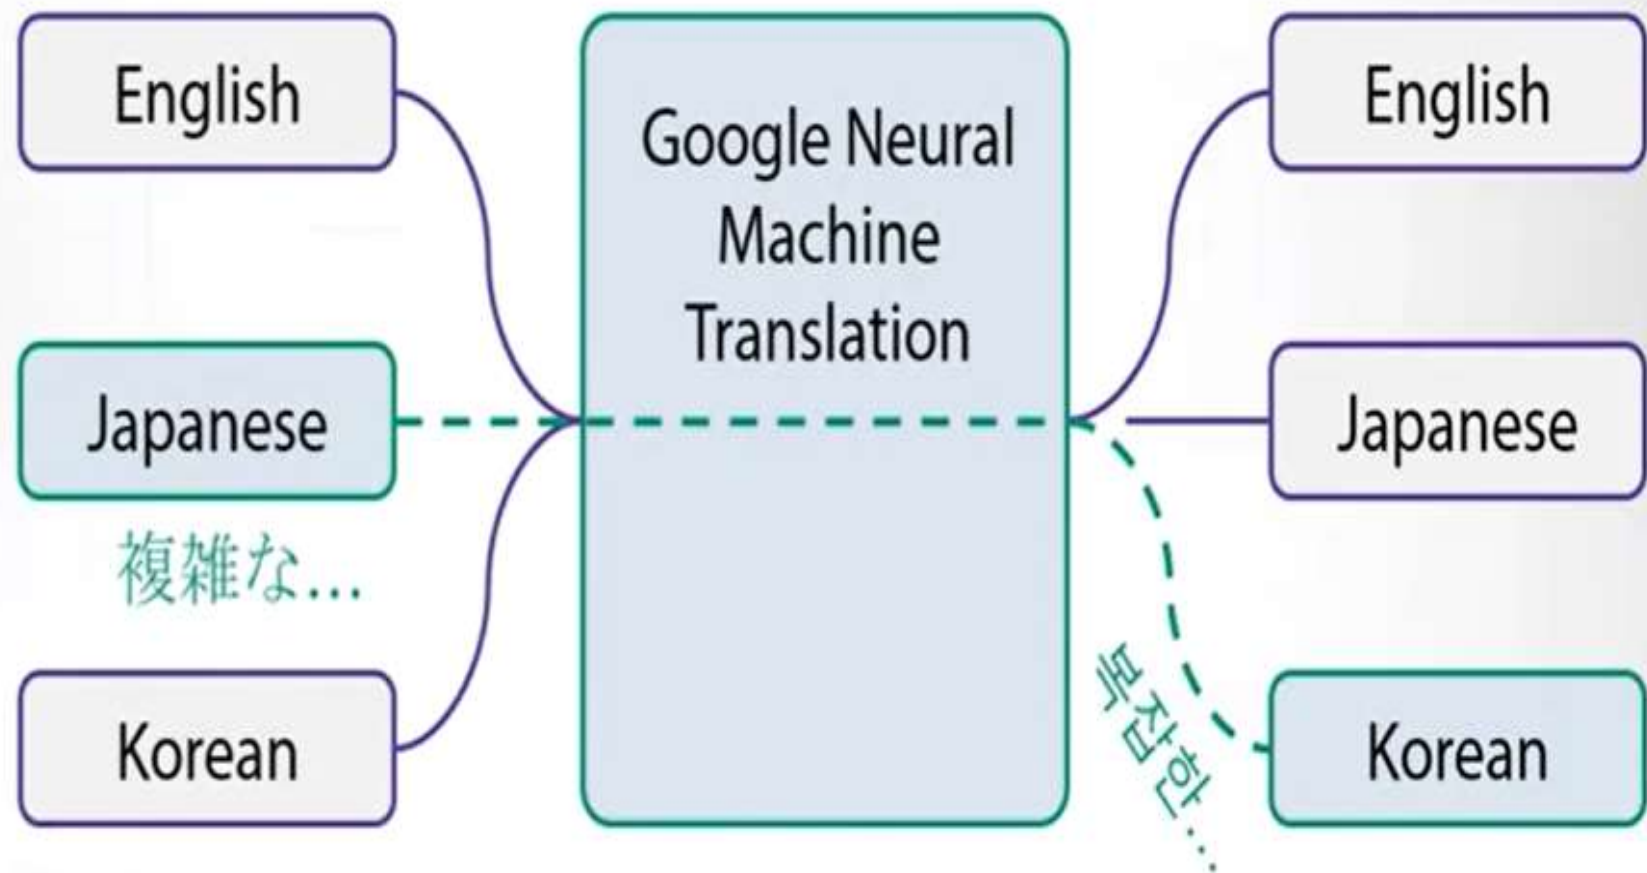 English
Japanese
複雑な...
Korean
Google Neural
Machine
Translation
English
Japanese
복잡한...
Korean